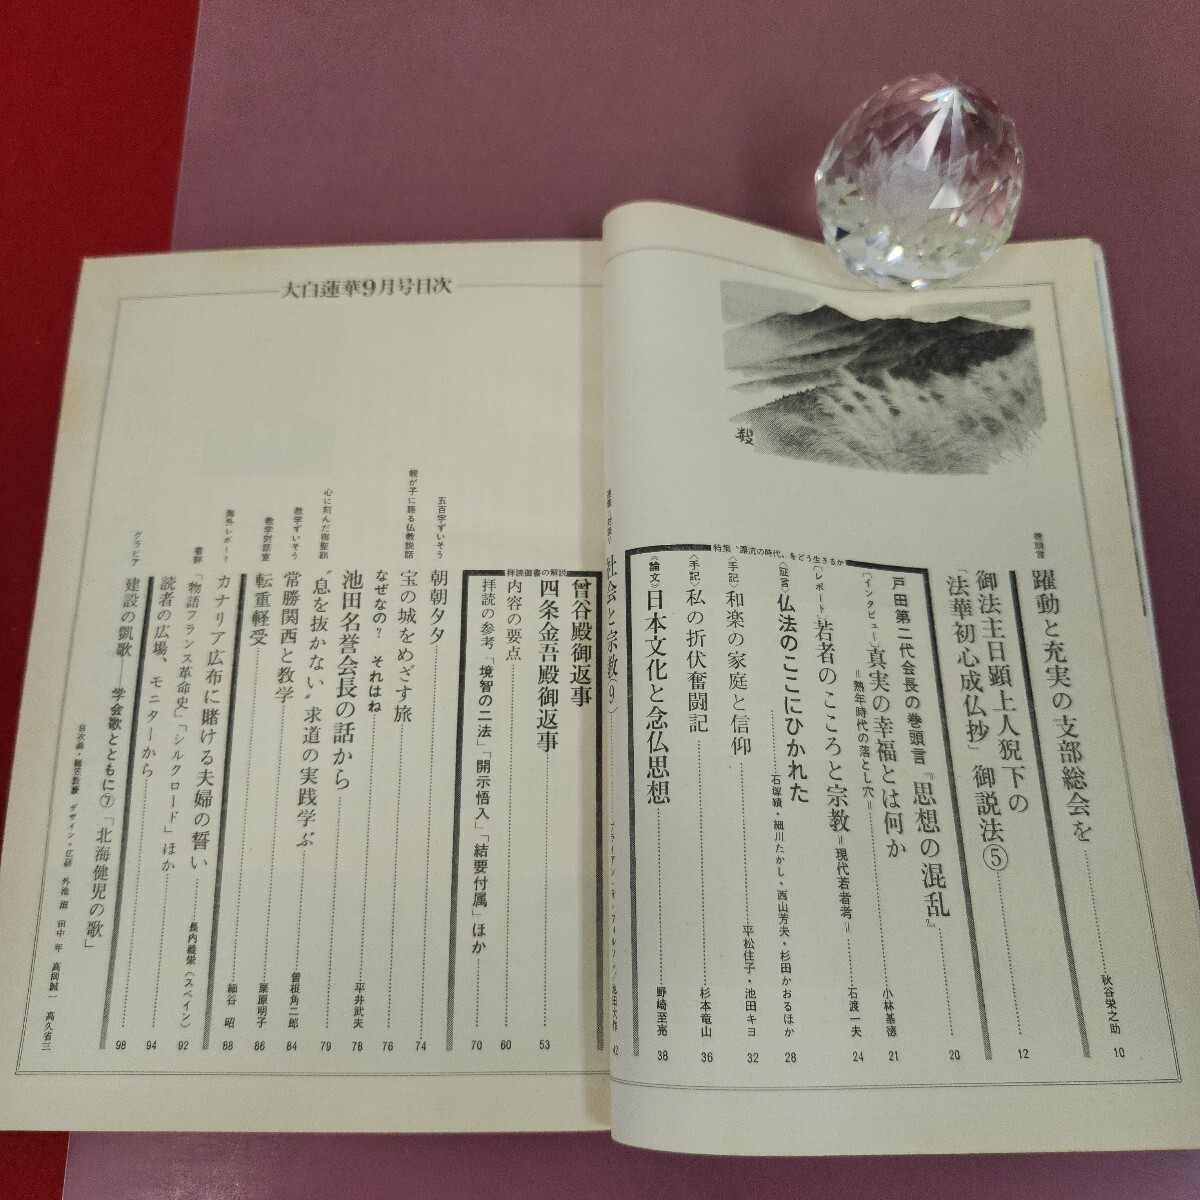 大白蓮華9月号目次
巻頭言
躍動と充実の支部総会を
秋谷栄之助
10
御法主日顕上人猊下の
「法華初心成仏抄」御説法⑤
12
特集〝漂流の時代〟をどう生きるか
戸田第二代会長の巻頭言『思想の混乱』
20
〔インタビュー〕真実の幸福とは何か
=熟年時代の落とし穴=
小林基徳
21
〔レポート〕若者のこころと宗教=現代若者考=
石渡一夫
24
〈証言〉仏法のここにひかれた
石塚績・細川たかし・西山芳夫・杉田かおるほか
28
〈手記〉和楽の家庭と信仰
平松住子・池田キヨ
32
〈手記〉私の折伏奮闘記
杉本竜山
36
《論文》日本文化と念仏思想
野崎至亮
38
社会と宗教〈9〉
42
拝読御書の解説
曾谷殿御返事
四条金吾殿御返事
53
内容の要点
60
拝読の参考「境智の二法」「開示悟入」「結要付属」ほか
70
五百字ずいそう
朝朝夕夕
74
親が子に語る仏教説話
宝の城をめざす旅
76
なぜなの? それはね
78
池田名誉会長の話から
平井武夫
心に刻んだ御聖訓
〝息を抜かない〟求道の実践学ぶ
79
教学ずいそう
常勝関西と教学
曽根角二郎
84
教学対話室
転重軽受
栗原明子
86
海外レポート
カナリア広布に賭ける夫婦の誓い
細谷 昭
88
書評
「物語フランス革命史」「シルクロード」ほか
長内経栄(スペイン)
92
読者の広場、モニターから
94
グラビア
建設の凱歌――学会歌とともに⑦「北海健児の歌」
98